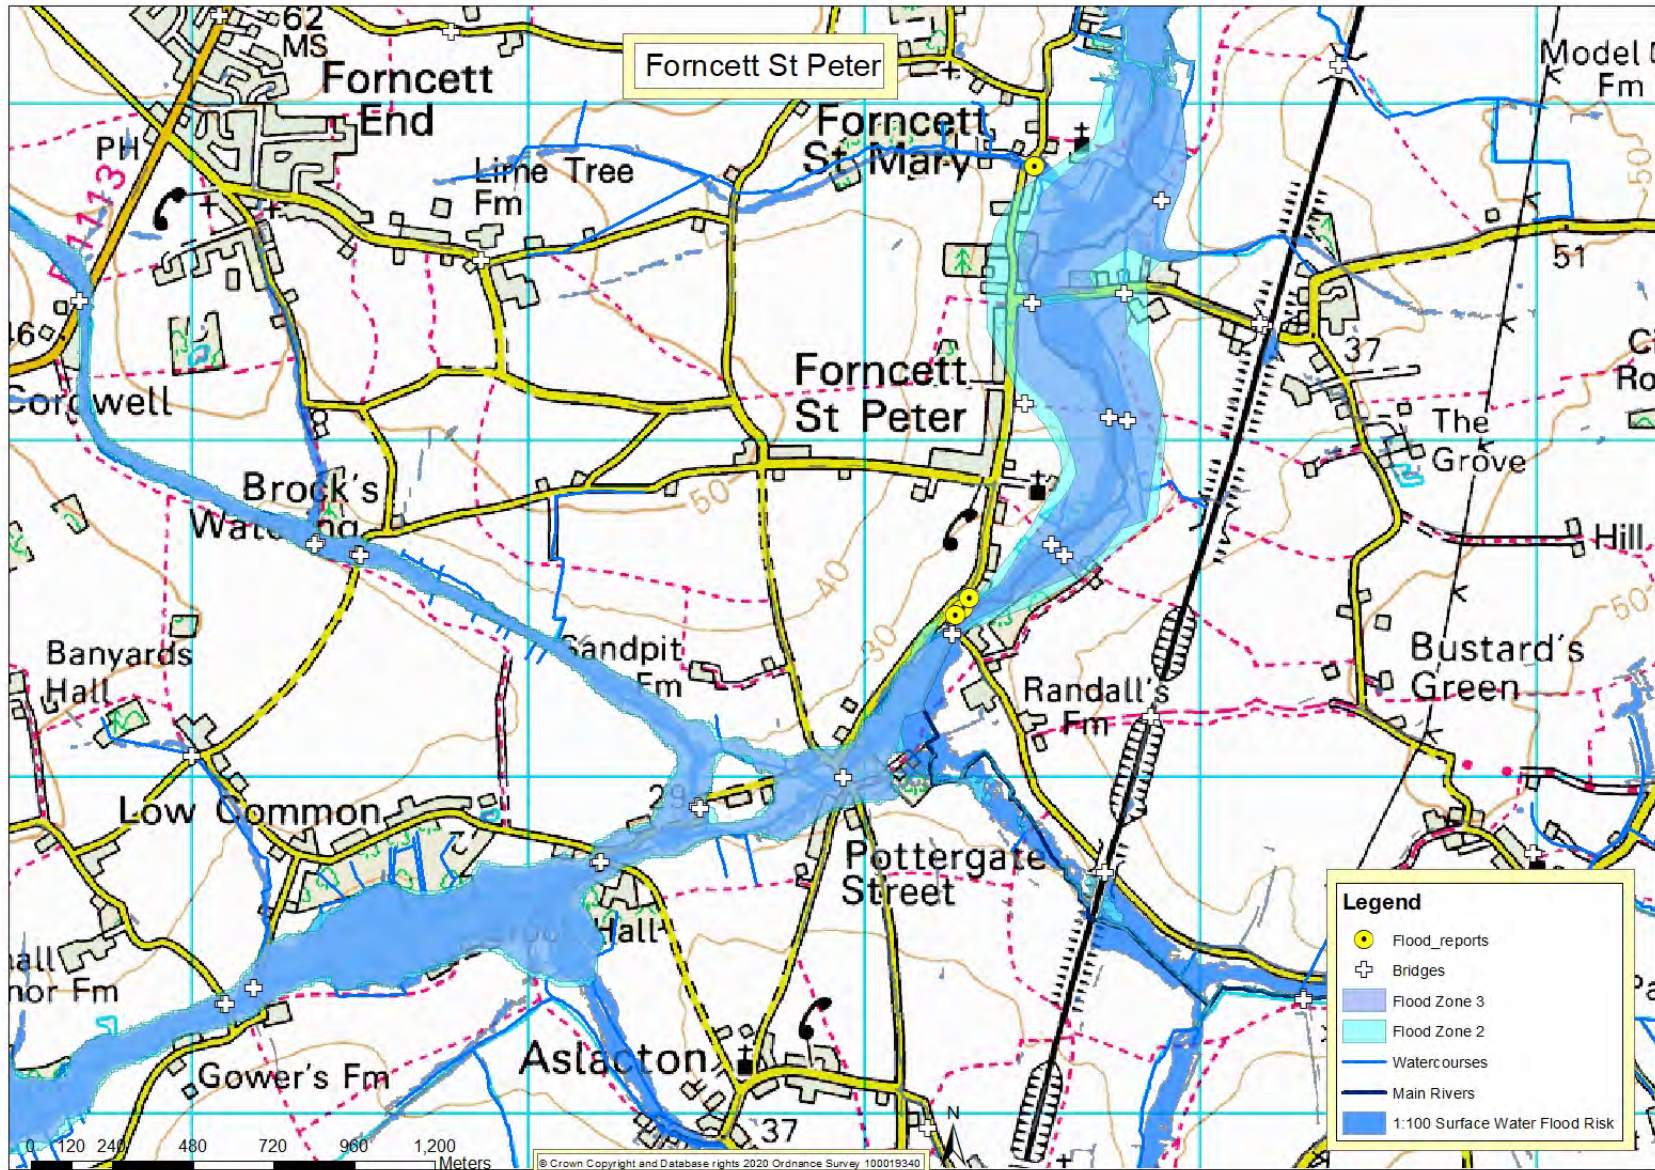 Forncett St Peter
62
MS
Forncett
End
Model
Fm
PH
Lime Tree
Fm
Forncett
St Mary
50
51
46
37
Forncett
St Peter
The
Grove
Brock's
50
Hill
40
50
Banyards
Hall
Sandpit
Fm
30
Randall's
Fm
Bustard's
Green
Low Common
29
Pottergate
Street
Hall
Fm
Aslacton
Gower's Fm
37
N
0 120 240 480 720 960 1,200
Meters
© Crown Copyright and Database rights 2020 Ordnance Survey 100019340
Legend
Flood_reports
Bridges
Flood Zone 3
Flood Zone 2
Watercourses
Main Rivers
1:100 Surface Water Flood Risk